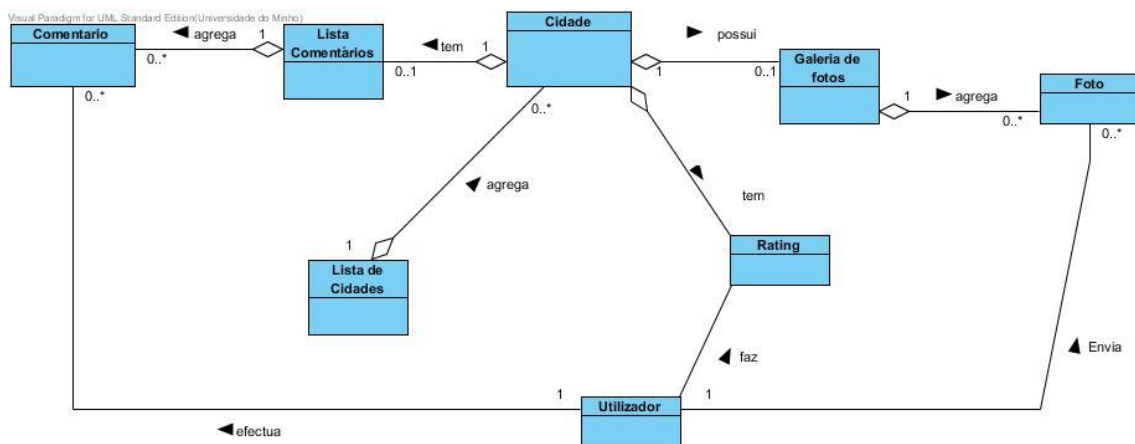 Visual Paradigm for UML Standard Edition(Universidade do Minho)
Comentario
agrega
1
0..*
Lista
Comentários
tem
1
0..1
Cidade
possui
1
0..1
Galeria de
fotos
1
agrega
0..*
Foto
0..*
0..*
0..*
agrega
1
Lista de
Cidades
tem
Rating
faz
Envia
1
Utilizador
1
efectua